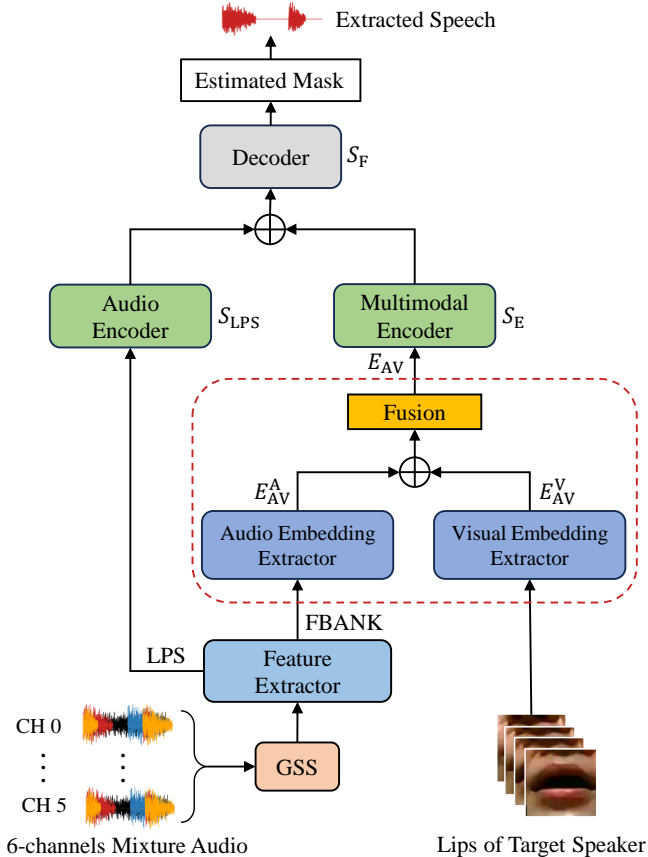 Extracted Speech
Estimated Mask
Decoder
S_F
Audio
Encoder
S_LPS
Multimodal
Encoder
S_E
E_AV
Fusion
E_AV^A
E_AV^V
Audio Embedding
Extractor
Visual Embedding
Extractor
FBANK
LPS
Feature
Extractor
CH 0
CH 5
GSS
6-channels Mixture Audio
Lips of Target Speaker